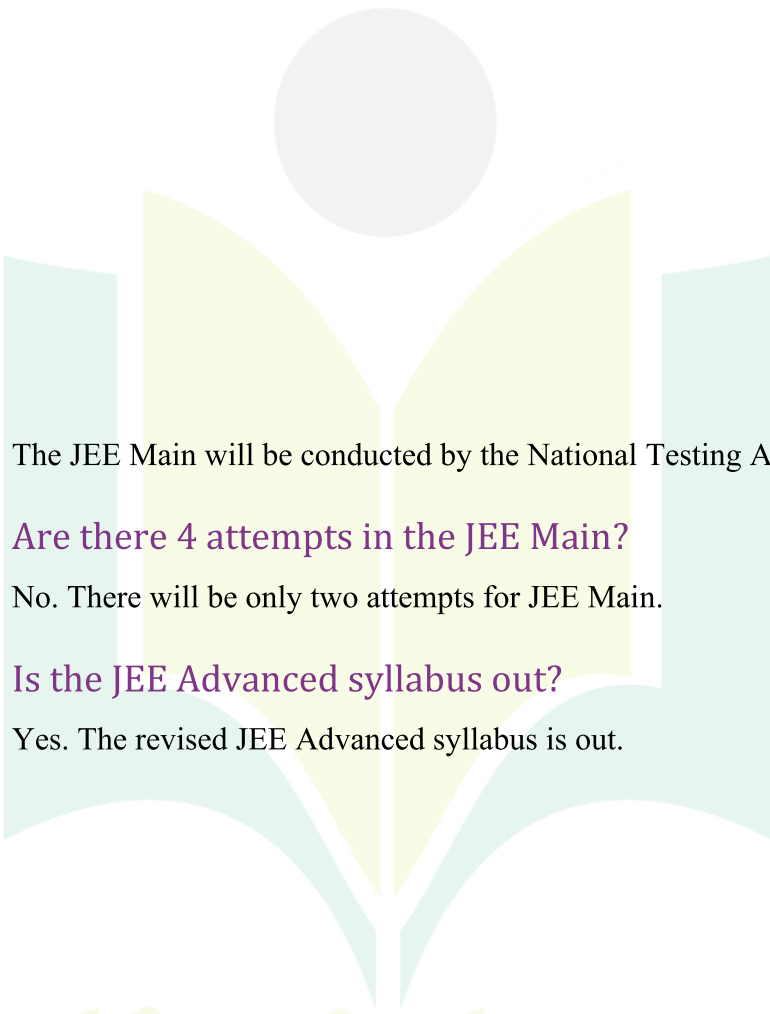 The JEE Main will be conducted by the National Testing A
Are there 4 attempts in the JEE Main?
No. There will be only two attempts for JEE Main.
Is the JEE Advanced syllabus out?
Yes. The revised JEE Advanced syllabus is out.